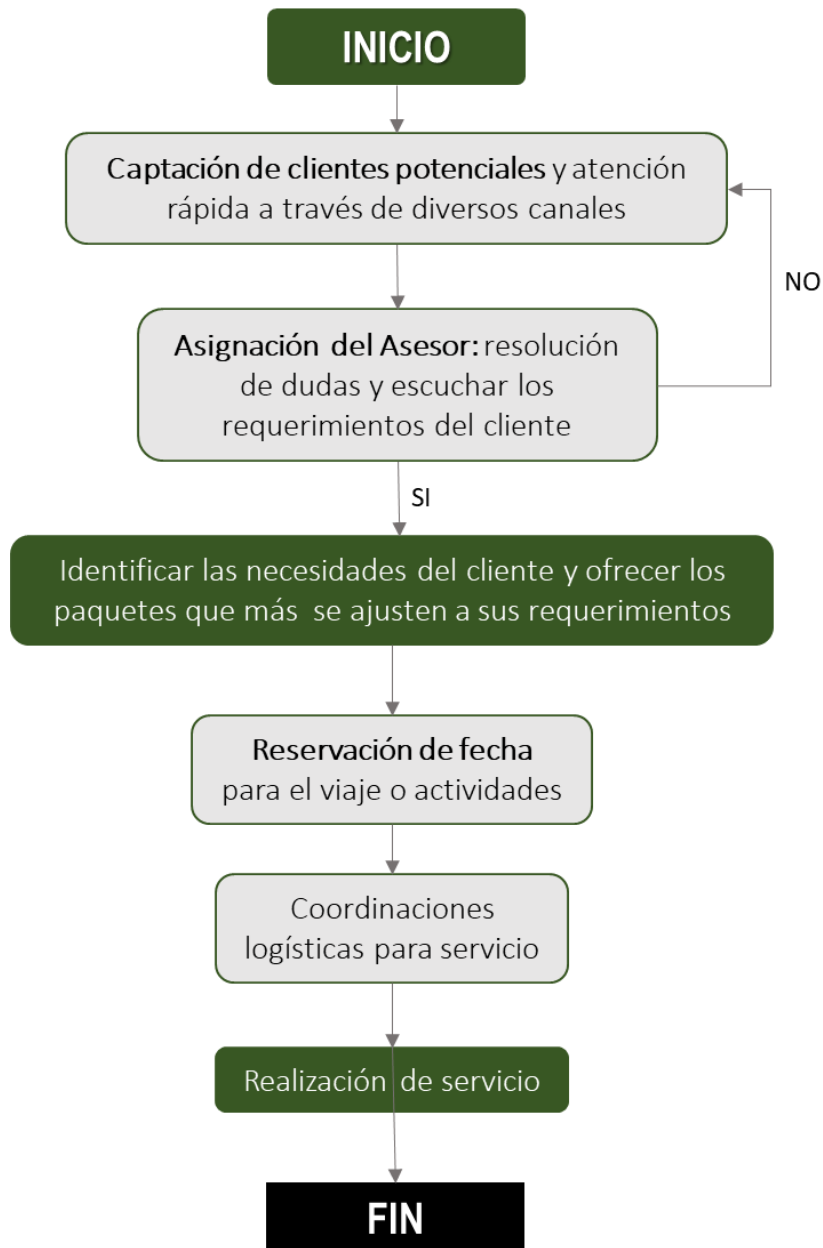 INICIO
Captación de clientes potenciales y atención
rápida a través de diversos canales
NO
Asignación del Asesor: resolución
de dudas y escuchar los
requerimientos del cliente
SI
Identificar las necesidades del cliente y ofrecer los
paquetes que más se ajusten a sus requerimientos
Reservación de fecha
para el viaje o actividades
Coordinaciones
logísticas para servicio
Realización de servicio
FIN